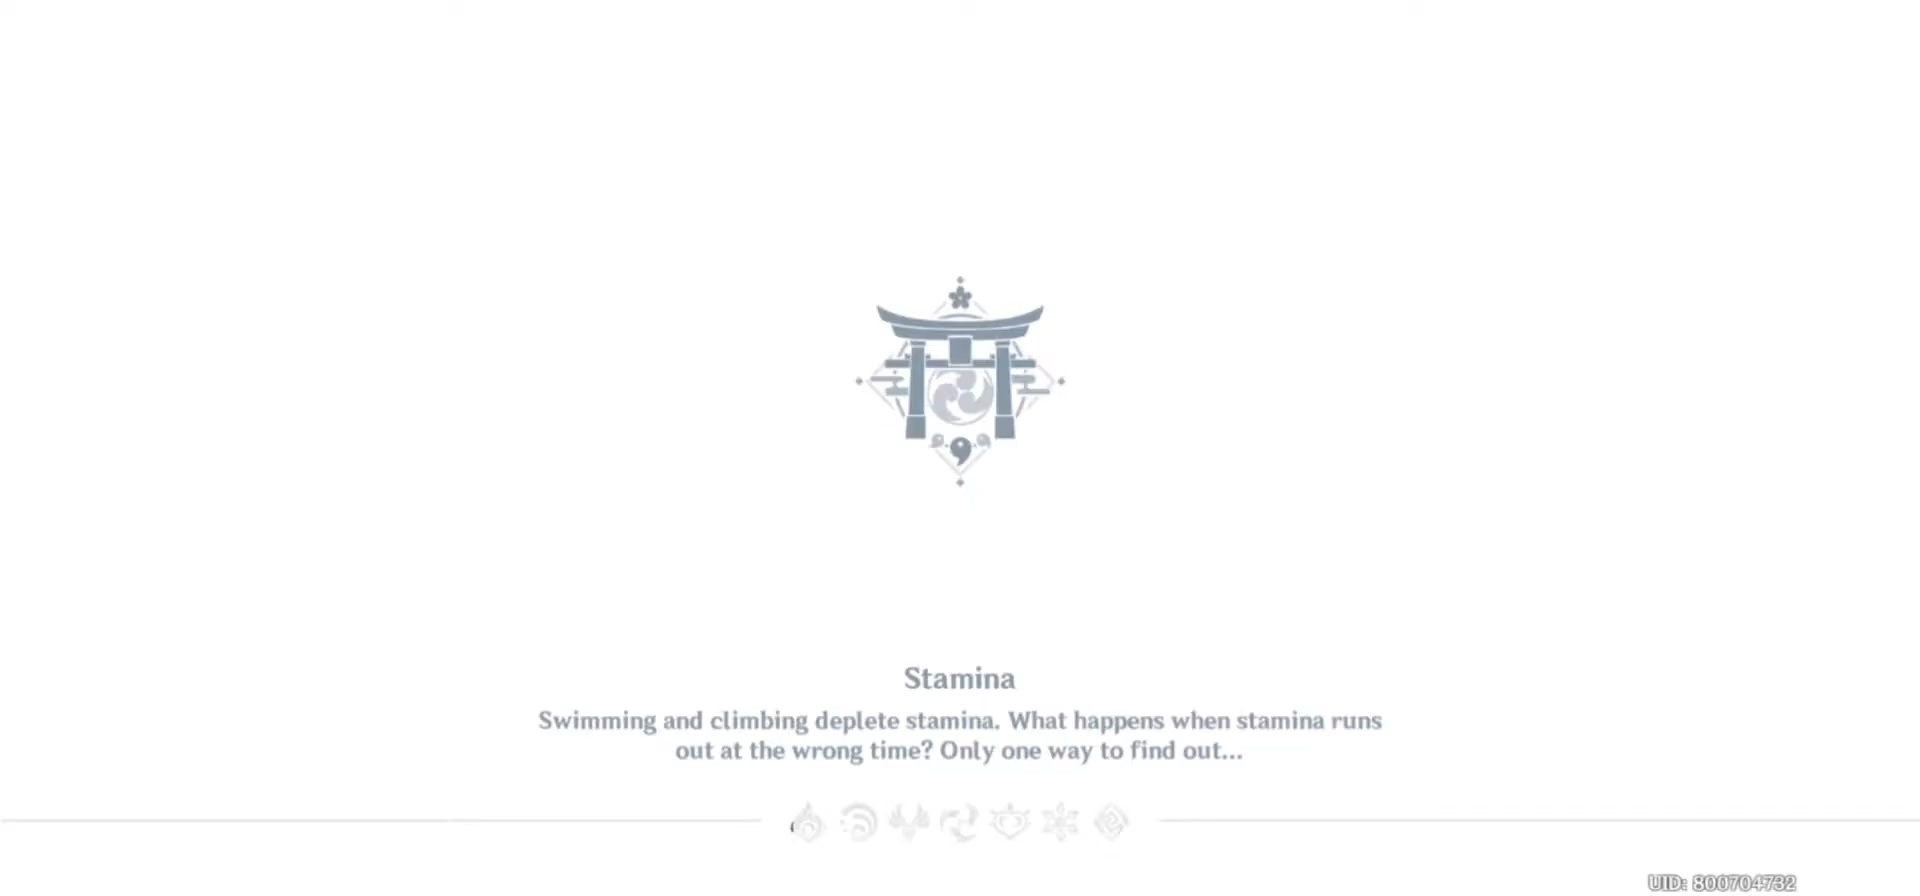 Stamina
Swimming and climbing deplete stamina. What happens when stamina runs
out at the wrong time? Only one way to find out...
UID: 800704732